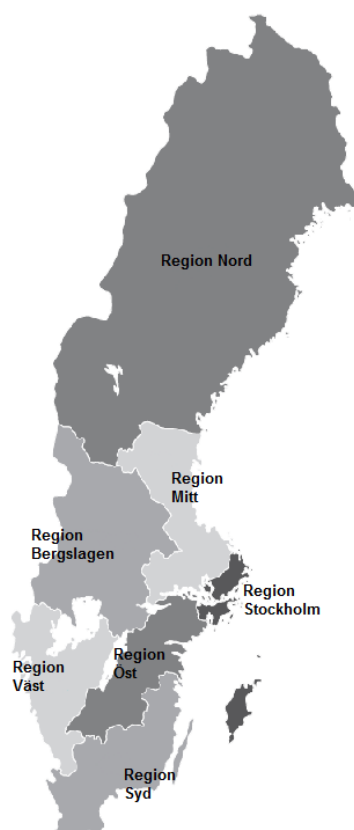 Region Nord
Region
Mitt
Region
Bergslagen
Region
Stockholm
Region
Öst
Region
Väst
Region
Syd